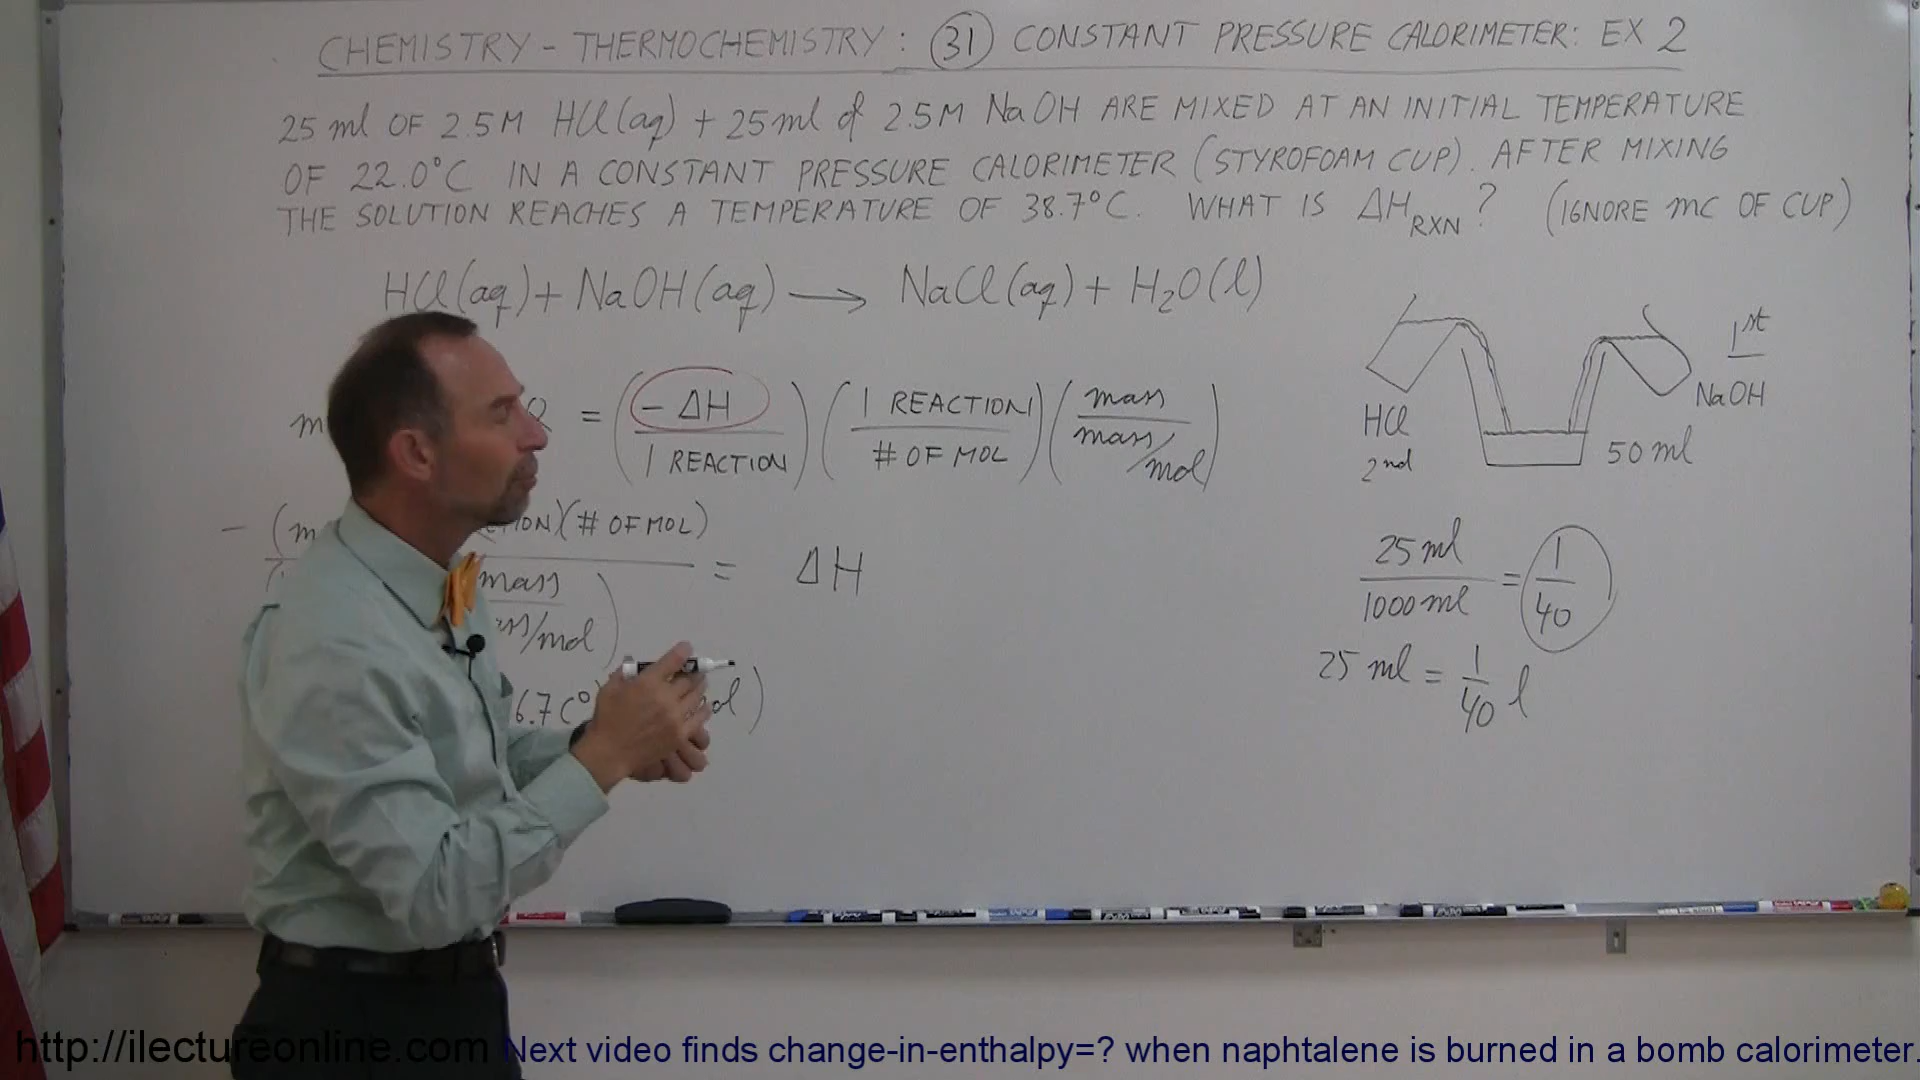 CHEMISTRY - THERMOCHEMISTRY : 31 CONSTANT PRESSURE CALORIMETER: EX 2
25 ml OF 2.5M HCl(aq) + 25 ml of 2.5M NaOH ARE MIXED AT AN INITIAL TEMPERATURE
OF 22.0°C IN A CONSTANT PRESSURE CALORIMETER (STYROFOAM CUP). AFTER MIXING
THE SOLUTION REACHES A TEMPERATURE OF 38.7°C. WHAT IS ΔH RXN ? (IGNORE mC OF CUP)
HCl(aq) + NaOH(aq) → NaCl(aq) + H₂O(l)
= (- ΔH / 1 REACTION) (1 REACTION / # OF MOL) (mass / mass/mol)
- (m (# OF MOL) / mass /mol) = ΔH
6.7 C°
HCl
2nd
1st
NaOH
50 ml
25 ml / 1000 ml = 1/40
25 ml = 1/40 l
http://ilectureonline.com Next video finds change-in-enthalpy=? when naphtalene is burned in a bomb calorimeter.